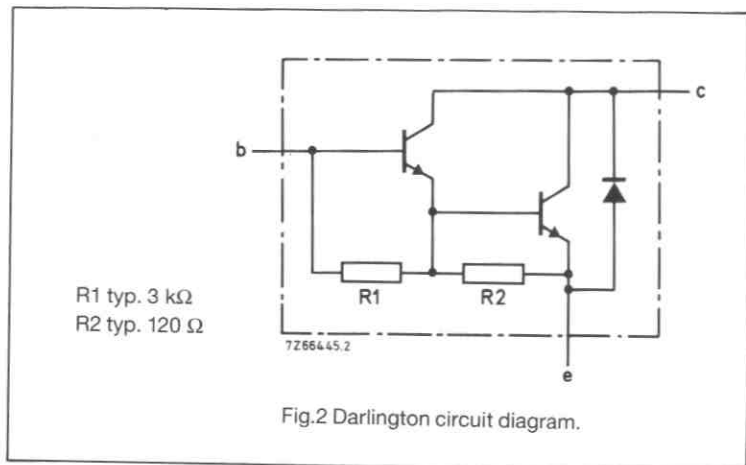 c
b
R1
R2
R1 typ. 3 kΩ
R2 typ. 120 Ω
7Z66445.2
e
Fig.2 Darlington circuit diagram.